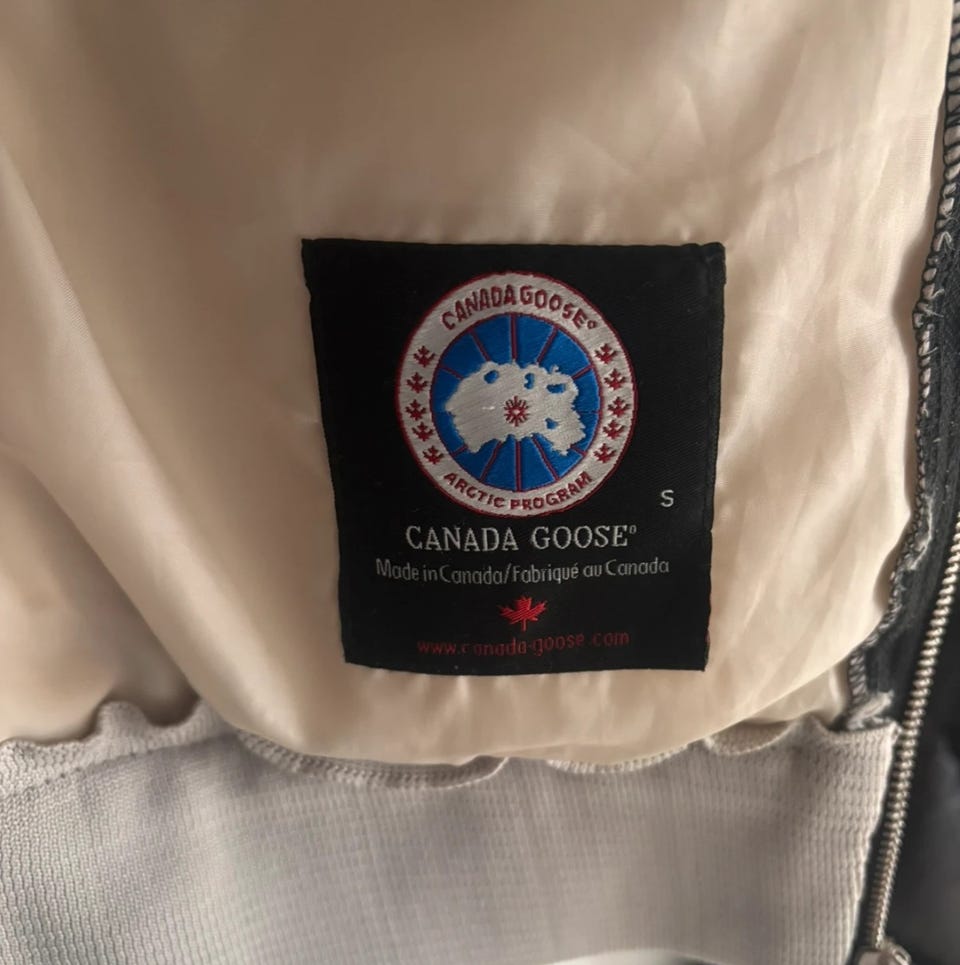 CANADA GOOSE®
ARCTIC PROGRAM
S
CANADA GOOSE®
Made in Canada/Fabriqué au Canada
www.canada-goose.com